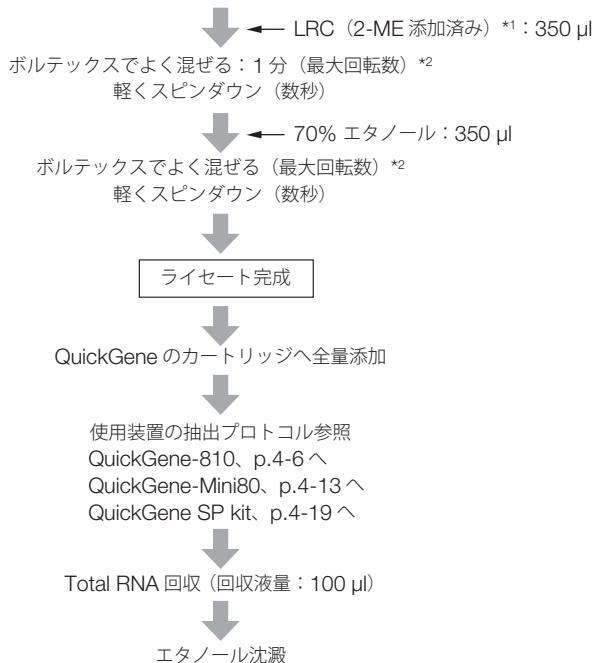 LRC（2-ME 添加済み）*1：350 μl
ボルテックスでよく混ぜる：1 分（最大回転数）*2
軽くスピンダウン（数秒）
70% エタノール：350 μl
ボルテックスでよく混ぜる（最大回転数）*2
軽くスピンダウン（数秒）
ライセート完成
QuickGene のカートリッジへ全量添加
使用装置の抽出プロトコル参照
QuickGene-810、p.4-6 へ
QuickGene-Mini80、p.4-13 へ
QuickGene SP kit、p.4-19 へ
Total RNA 回収（回収液量：100 μl）
エタノール沈澱